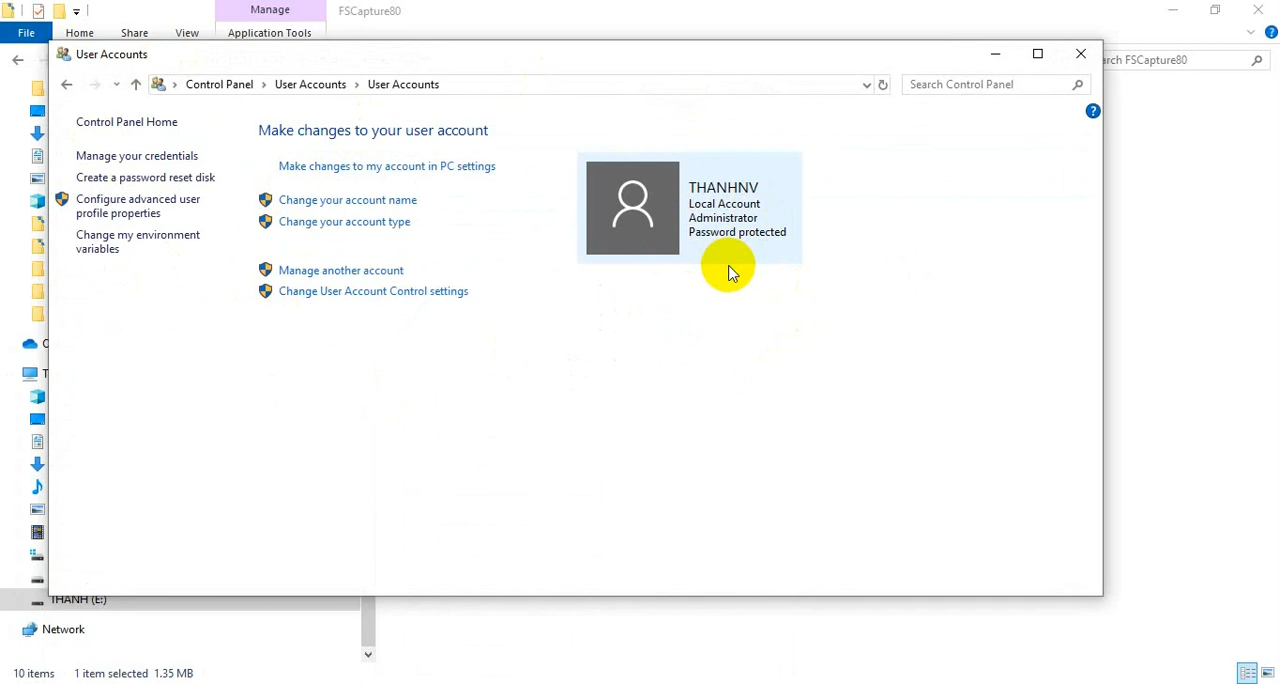 Manage
FSCapture80
File
Home
Share
View
Application Tools
User Accounts
arch FSCapture80
Control Panel
User Accounts
User Accounts
Search Control Panel
Control Panel Home
Manage your credentials
Create a password reset disk
Configure advanced user
profile properties
Change my environment
variables
Make changes to your user account
Make changes to my account in PC settings
Change your account name
Change your account type
Manage another account
Change User Account Control settings
THANHNV
Local Account
Administrator
Password protected
THANH (E:)
Network
10 items
1 item selected 1.35 MB